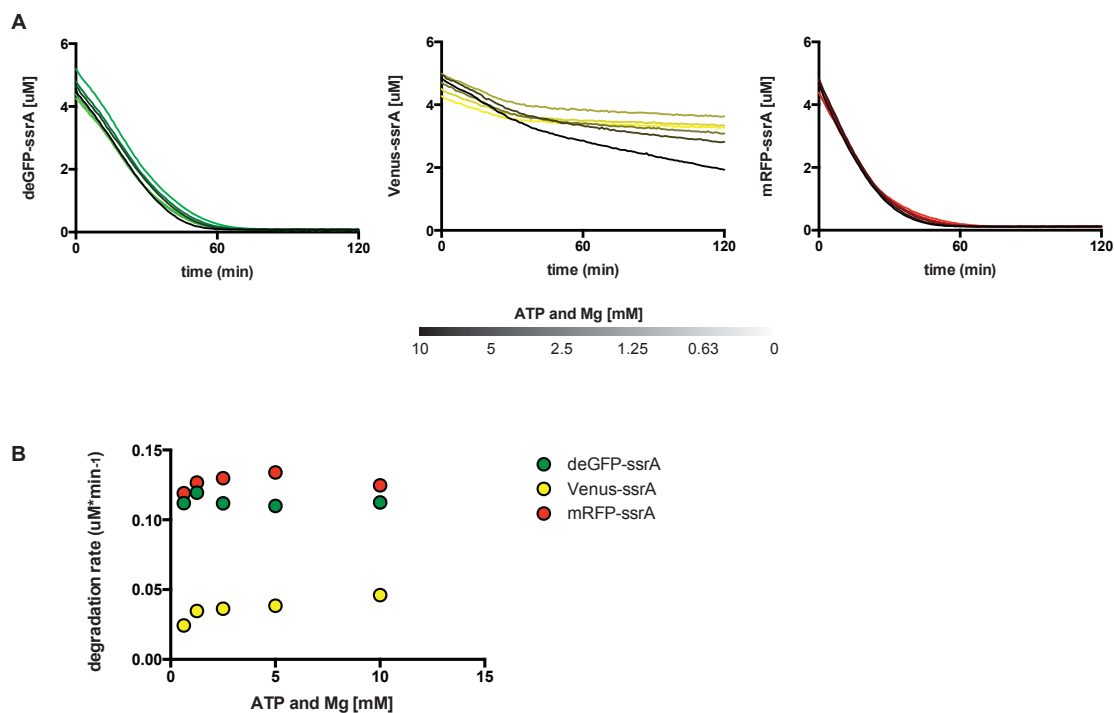 A
deGFP-ssrA [uM]
6
4
2
0
0
60
120
time (min)
Venus-ssrA [uM]
6
4
2
0
0
60
120
time (min)
mRFP-ssrA [uM]
6
4
2
0
0
60
120
time (min)
ATP and Mg [mM]
10 5 2.5 1.25 0.63 0
B
degradation rate (uM*min-1)
0.15
0.10
0.05
0.00
0 5 10 15
ATP and Mg [mM]
deGFP-ssrA
Venus-ssrA
mRFP-ssrA